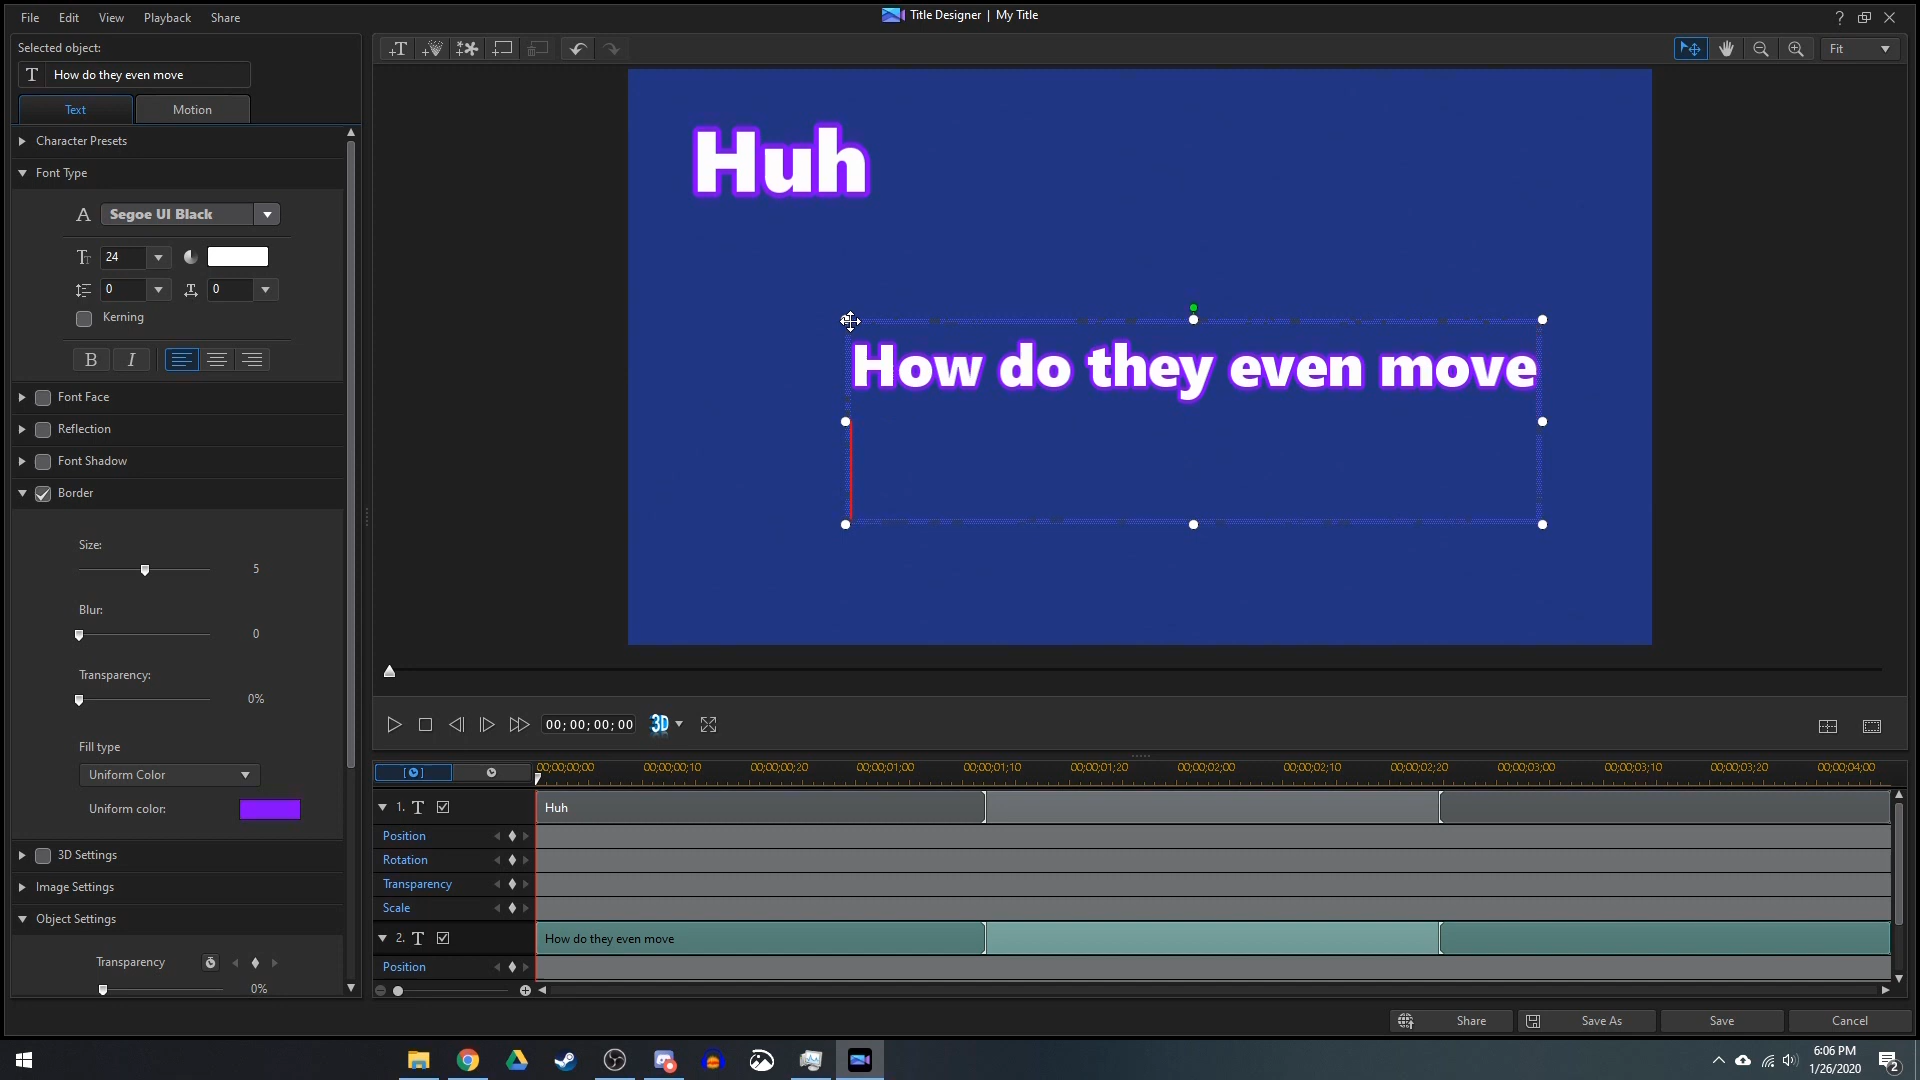 File Edit View Playback Share
Title Designer | My Title
?
Selected object:
T How do they even move
Text Motion
Fit
Character Presets
Font Type
A Segoe UI Black
24
0 0
Kerning
B I
Font Face
Reflection
Font Shadow
Border
Size:
5
Blur:
0
Transparency:
0%
Fill type
Uniform Color
Uniform color:
3D Settings
Image Settings
Object Settings
Transparency
0%
Huh
How do they even move
00;00;00;00 3D
00;00;00;00 00;00;00;10 00;00;00;20 00;00;01;00 00;00;01;10 00;00;01;20 00;00;02;00 00;00;02;10 00;00;02;20 00;00;03;00 00;00;03;10 00;00;03;20 00;00;04;00
1. T Huh
Position
Rotation
Transparency
Scale
2. T How do they even move
Position
Share Save As Save Cancel
6:06 PM
1/26/2020
2